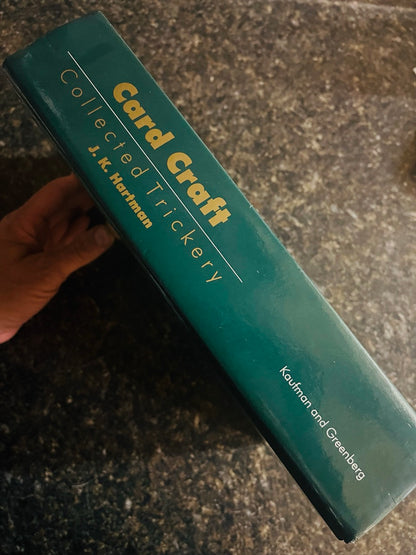 Card Craft
Collected Trickery
J. K. Hartman
Kaufman and Greenberg